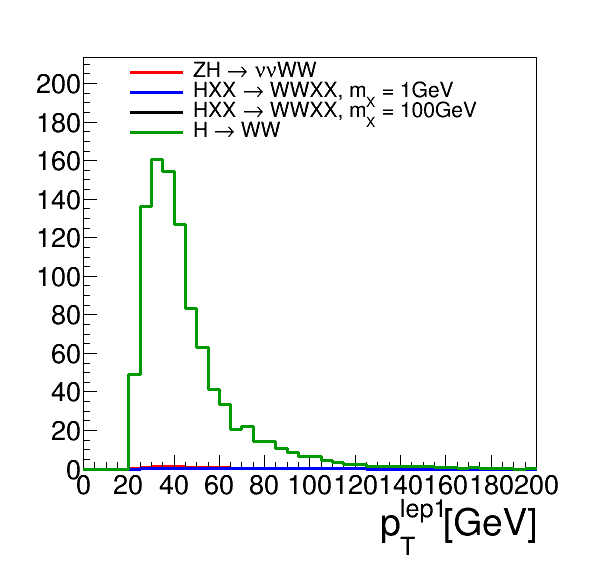 ZH → ννWW
HXX → WWXX, m_X = 1GeV
HXX → WWXX, m_X = 100GeV
H → WW
200
180
160
140
120
100
80
60
40
20
0
0 20 40 60 80 100 120 140 160 180 200
p_T^lep1 [GeV]